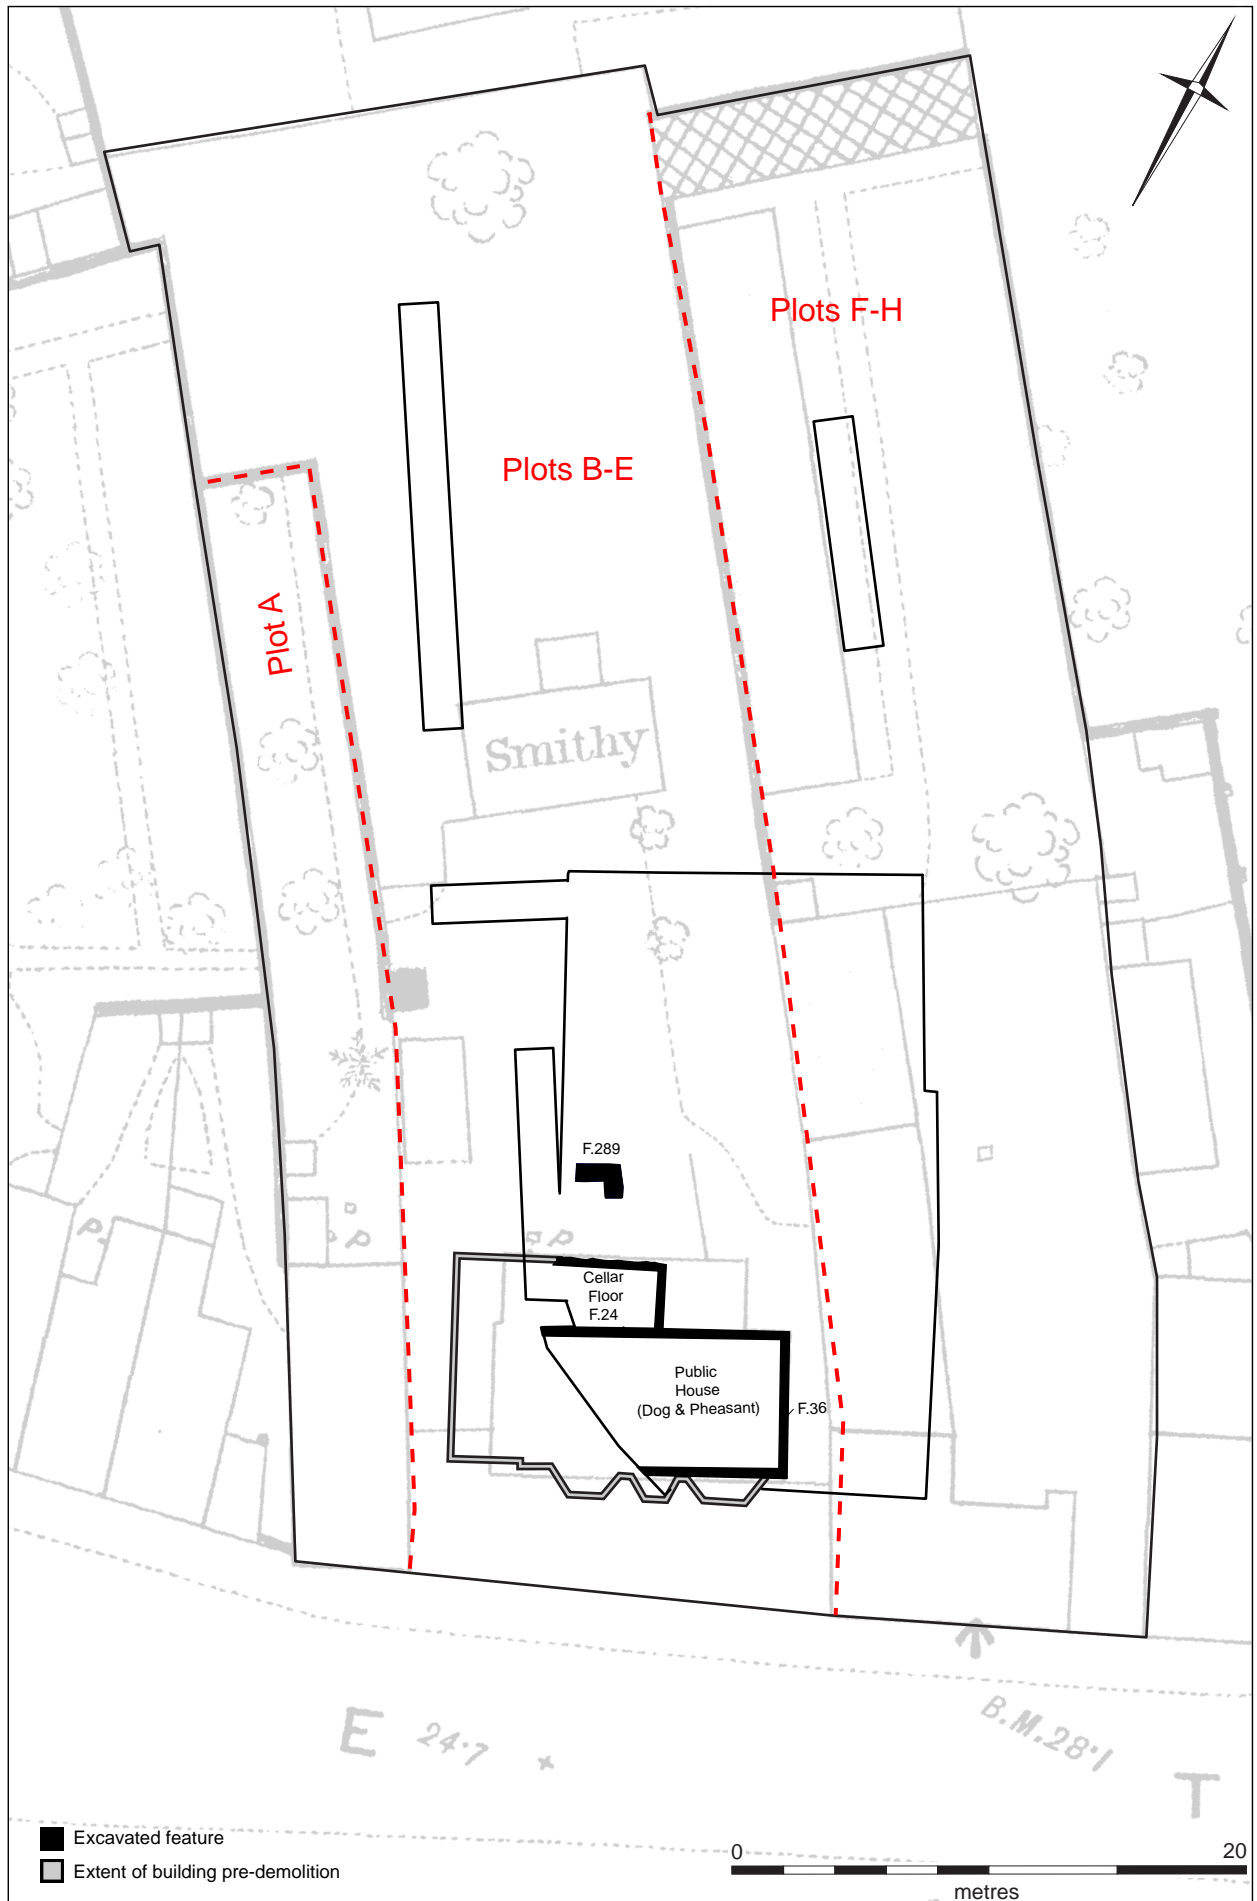 Plots F-H
Plots B-E
Plot A
Smithy
F.289
P.
P
P
Cellar
Floor
F.24
Public
House
(Dog & Pheasant)
F.36
E
24·7
B.M.28·1
T
Excavated feature
Extent of building pre-demolition
0
20
metres